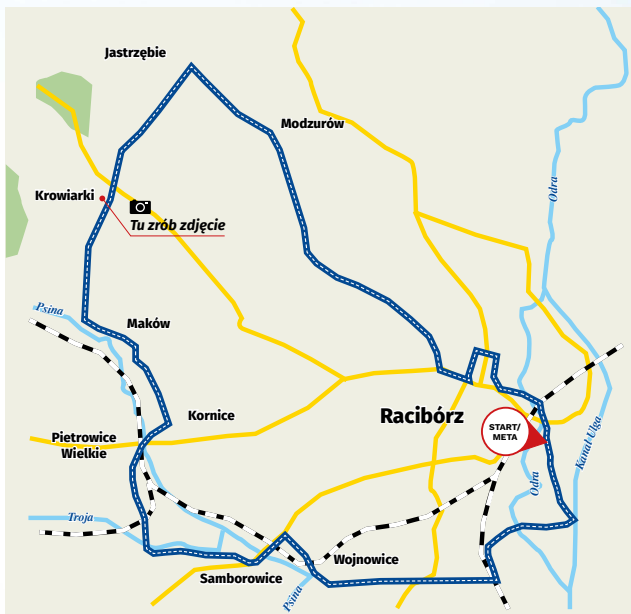 Jastrzębie
Modzurów
Odra
Krowiarki
Tu zrób zdjęcie
Psina
Maków
Kornice
Racibórz
START/
META
Kanał Ulga
Pietrowice
Wielkie
Odra
Troja
Wojnowice
Samborowice
Psina